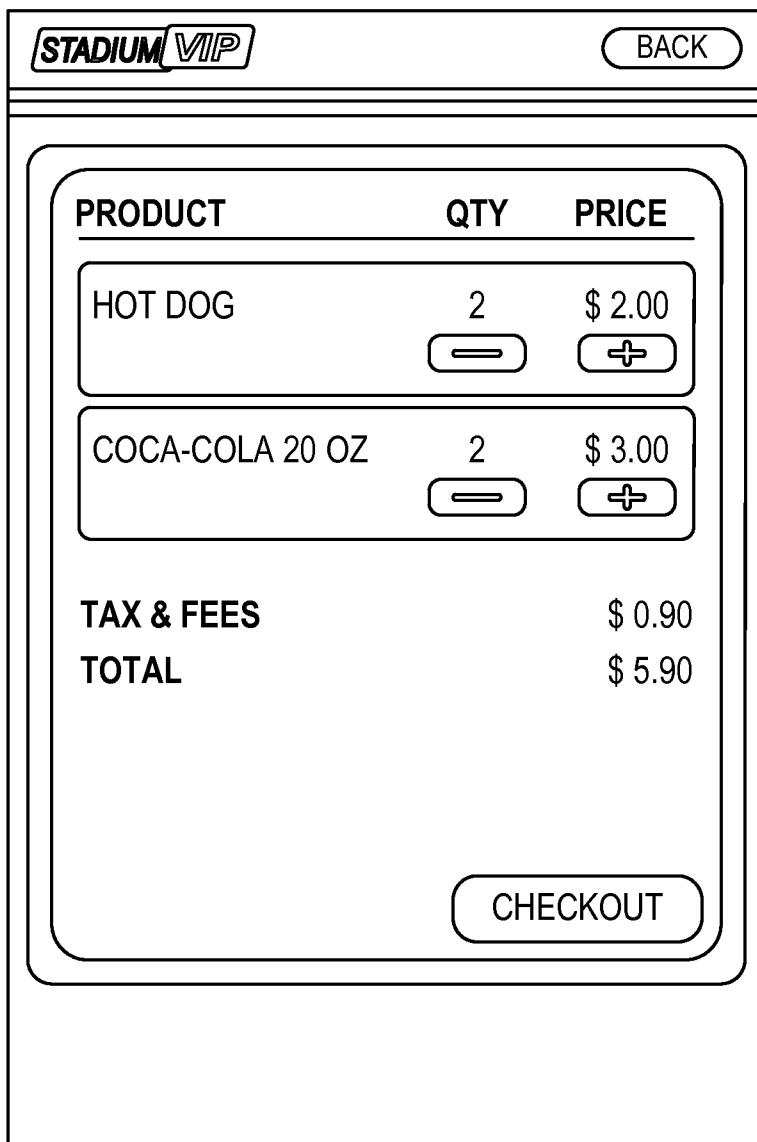 STADIUM VIP BACK
PRODUCT QTY PRICE
HOT DOG 2 $ 2.00
COCA-COLA 20 OZ 2 $ 3.00
TAX & FEES $ 0.90
TOTAL $ 5.90
CHECKOUT